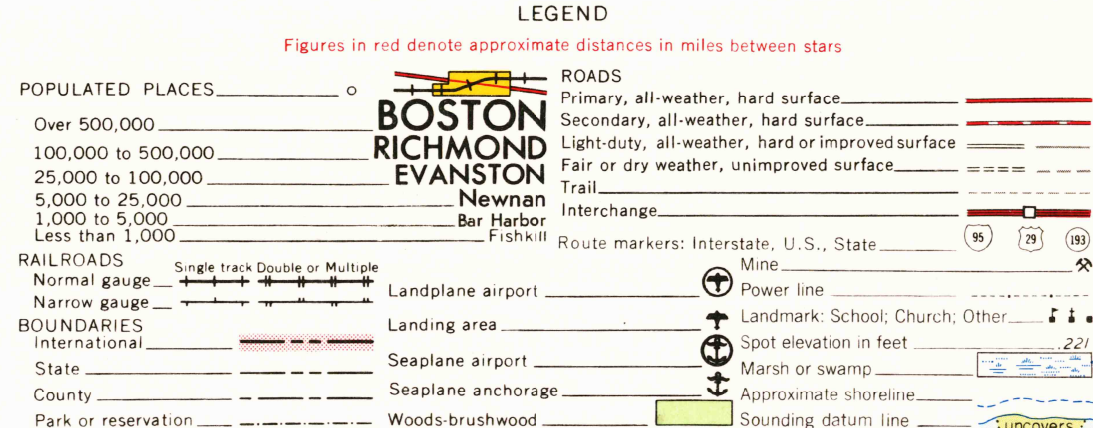 LEGEND
Figures in red denote approximate distances in miles between stars
POPULATED PLACES
Over 500,000 BOSTON
100,000 to 500,000 RICHMOND
25,000 to 100,000 EVANSTON
5,000 to 25,000 Newnan
1,000 to 5,000 Bar Harbor
Less than 1,000 Fishkill
RAILROADS
Single track Double or Multiple
Normal gauge
Narrow gauge
BOUNDARIES
International
State
County
Park or reservation
Landplane airport
Landing area
Seaplane airport
Seaplane anchorage
Woods-brushwood
ROADS
Primary, all-weather, hard surface
Secondary, all-weather, hard surface
Light-duty, all-weather, hard or improved surface
Fair or dry weather, unimproved surface
Trail
Interchange
Route markers: Interstate, U.S., State 95 29 193
Mine
Power line
Landmark: School; Church; Other
Spot elevation in feet .221
Marsh or swamp
Approximate shoreline
Sounding datum line uncovers